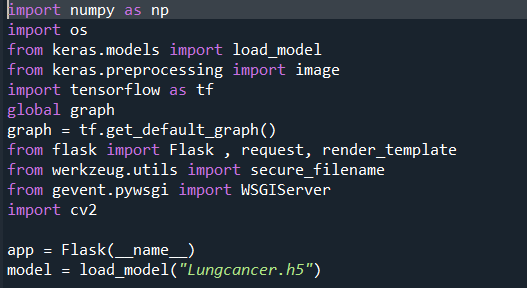 import numpy as np
import os
from keras.models import load_model
from keras.preprocessing import image
import tensorflow as tf
global graph
graph = tf.get_default_graph()
from flask import Flask , request, render_template
from werkzeug.utils import secure_filename
from gevent.pywsgi import WSGIServer
import cv2

app = Flask(__name__)
model = load_model("Lungcancer.h5")